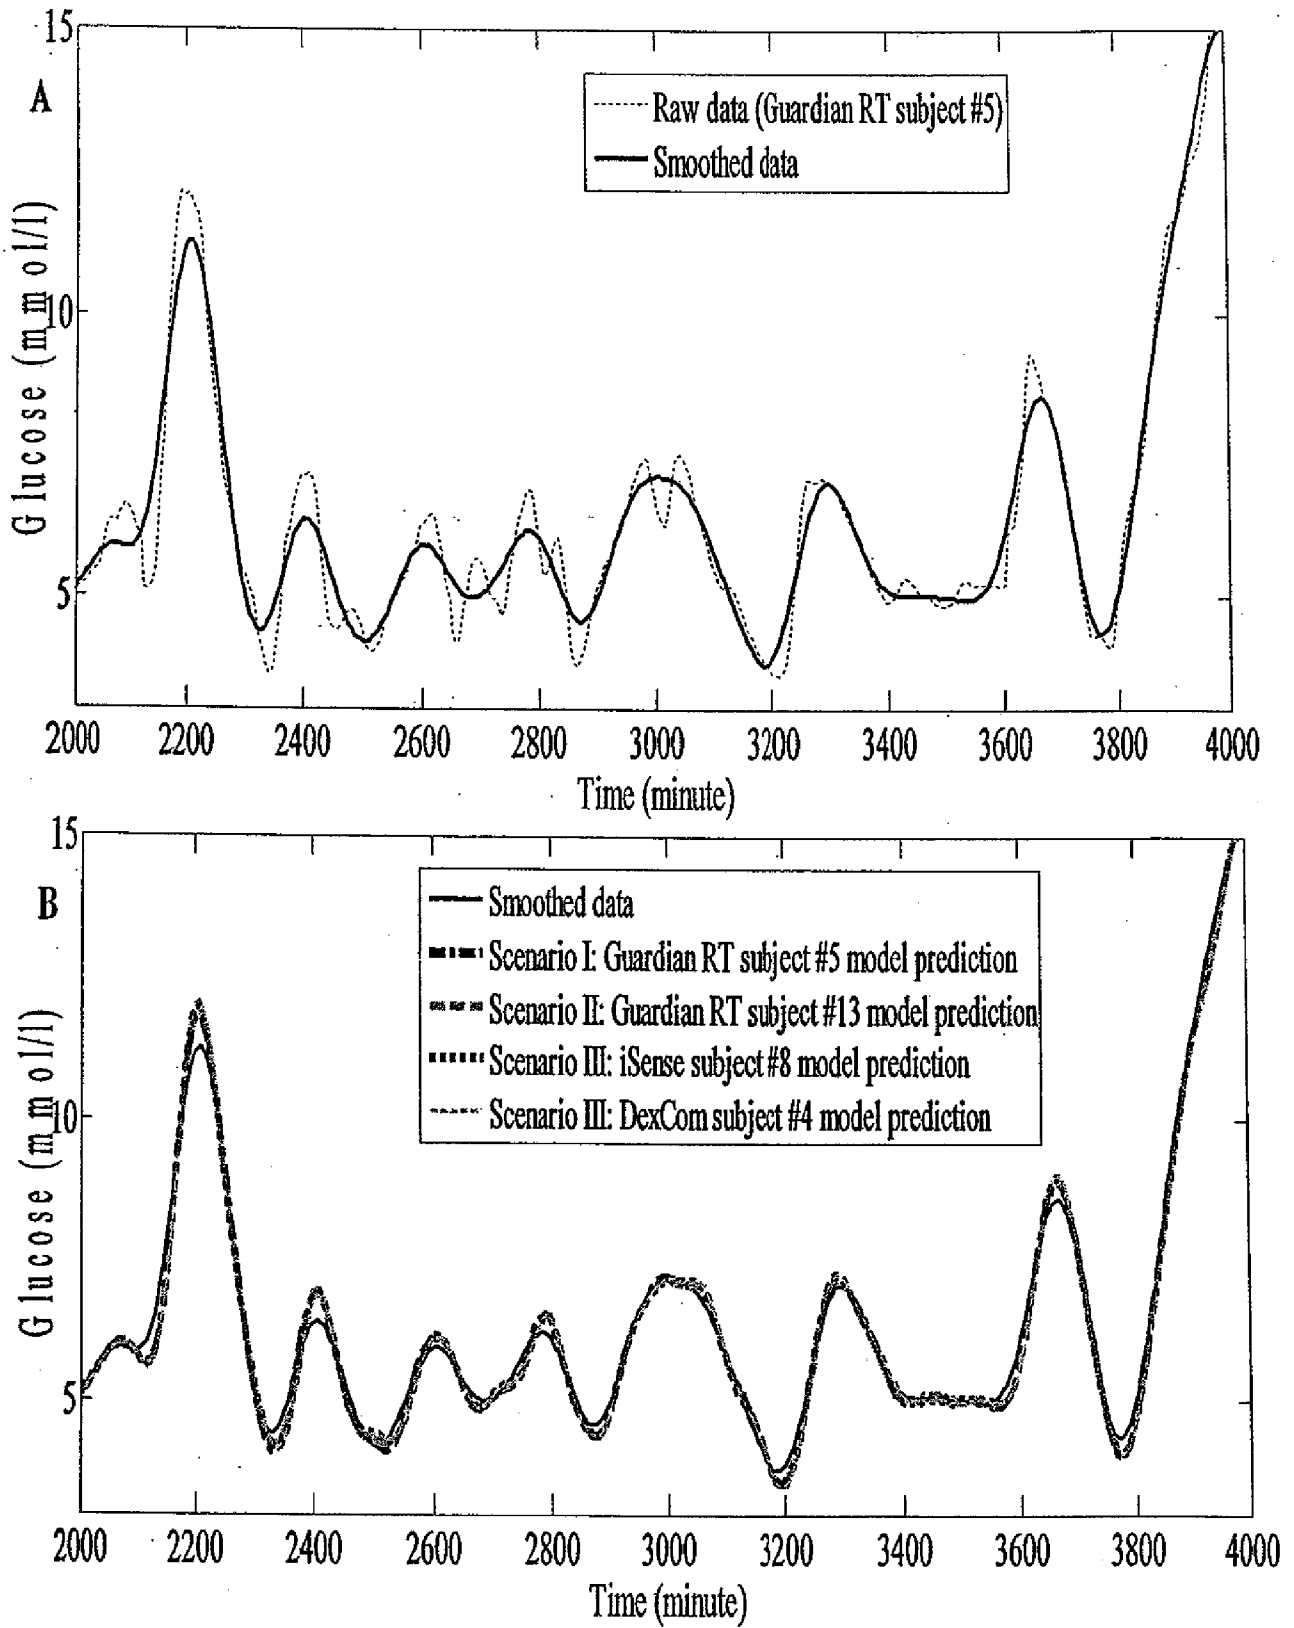 15
A
Raw data (Guardian RT subject #5)
Smoothed data
Glucose (mmol/l)
10
5
2000 2200 2400 2600 2800 3000 3200 3400 3600 3800 4000
Time (minute)
15
B
Smoothed data
Scenario I: Guardian RT subject #5 model prediction
Scenario II: Guardian RT subject #13 model prediction
Scenario III: iSense subject #8 model prediction
Scenario III: DexCom subject #4 model prediction
Glucose (mmol/l)
10
5
2000 2200 2400 2600 2800 3000 3200 3400 3600 3800 4000
Time (minute)